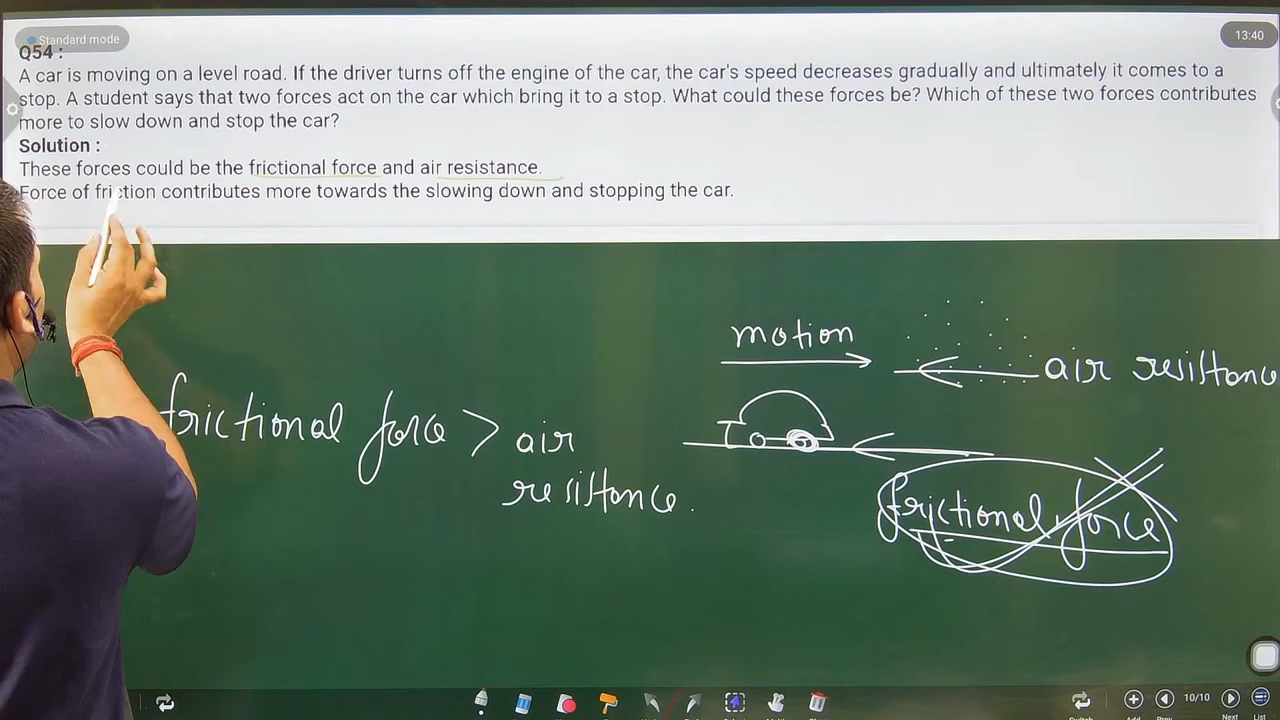 Standard mode
13:40
Q54 :
A car is moving on a level road. If the driver turns off the engine of the car, the car's speed decreases gradually and ultimately it comes to a
stop. A student says that two forces act on the car which bring it to a stop. What could these forces be? Which of these two forces contributes
more to slow down and stop the car?
Solution :
These forces could be the frictional force and air resistance.
Force of friction contributes more towards the slowing down and stopping the car.
motion
air resistance
frictional force > air
resistance.
frictional force
10/10
Next
List